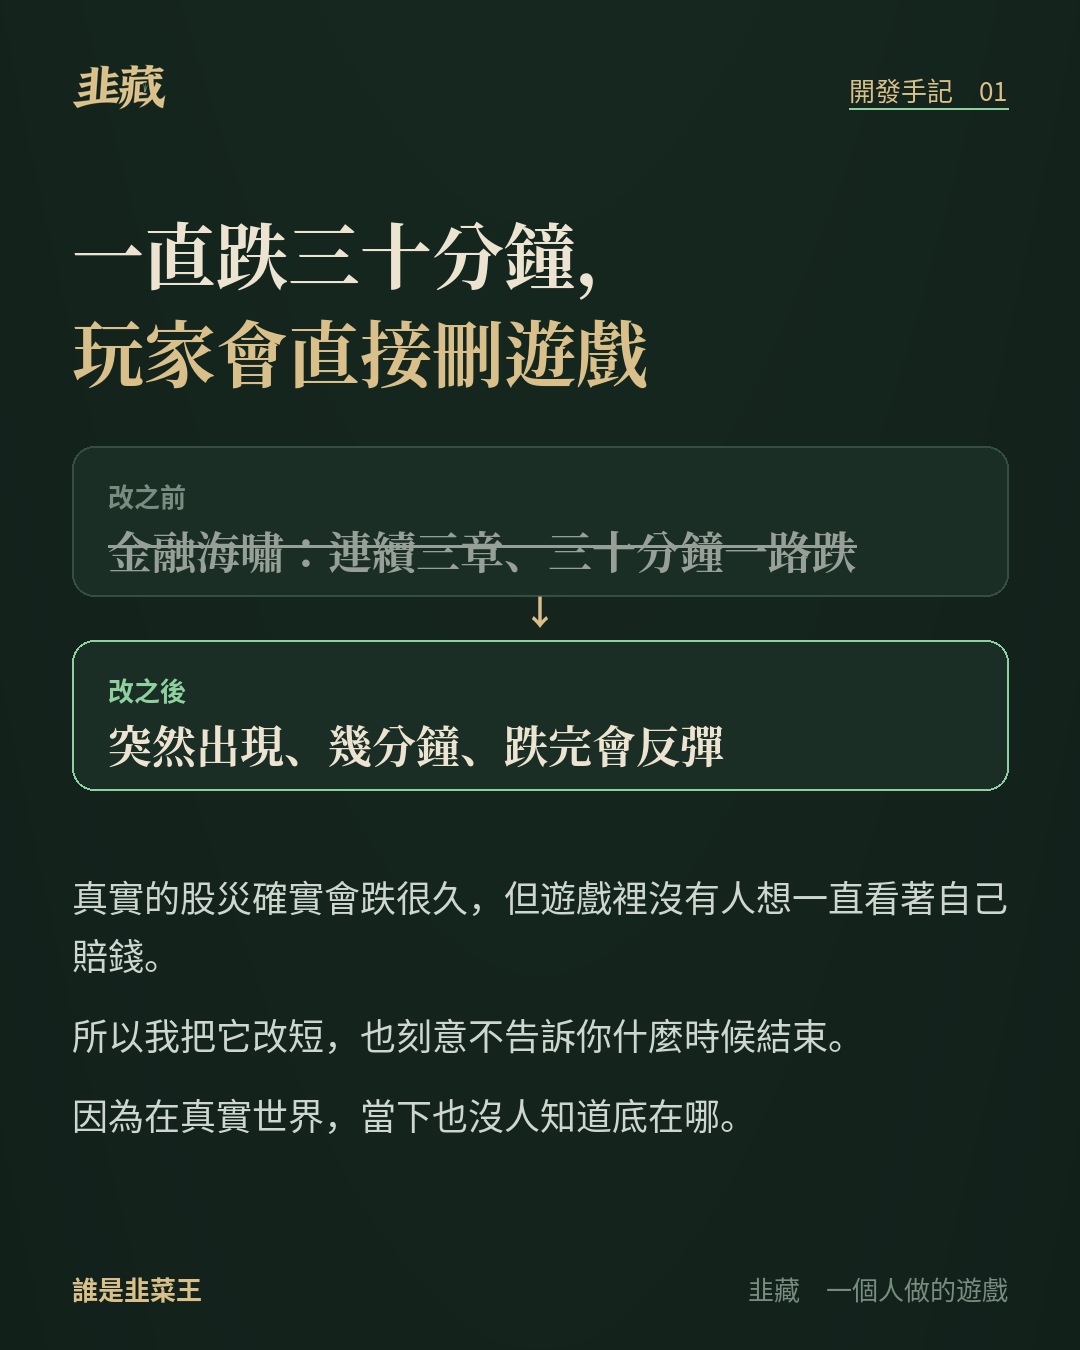 韭藏
開發手記 01
一直跌三十分鐘,
玩家會直接刪遊戲
改之前
金融海嘯：連續三章、三十分鐘一路跌
↓
改之後
突然出現、幾分鐘、跌完會反彈
真實的股災確實會跌很久，但遊戲裡沒有人想一直看著自己
賠錢。
所以我把它改短，也刻意不告訴你什麼時候結束。
因為在真實世界，當下也沒人知道底在哪。
誰是韭菜王
韭藏 一個人做的遊戲